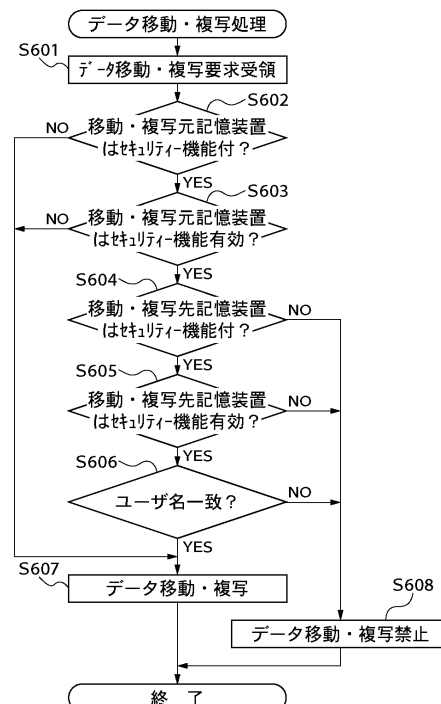 データ移動・複写処理
S601
ﾃﾞｰﾀ移動・複写要求受領
S602
移動・複写元記憶装置
はｾｷｭﾘﾃｨｰ機能付？
NO
YES
S603
移動・複写元記憶装置
はｾｷｭﾘﾃｨｰ機能有効？
NO
YES
S604
移動・複写先記憶装置
はｾｷｭﾘﾃｨｰ機能付？
NO
YES
S605
移動・複写先記憶装置
はｾｷｭﾘﾃｨｰ機能有効？
NO
YES
S606
ユーザ名一致？
NO
YES
S607
データ移動・複写
S608
データ移動・複写禁止
終 了